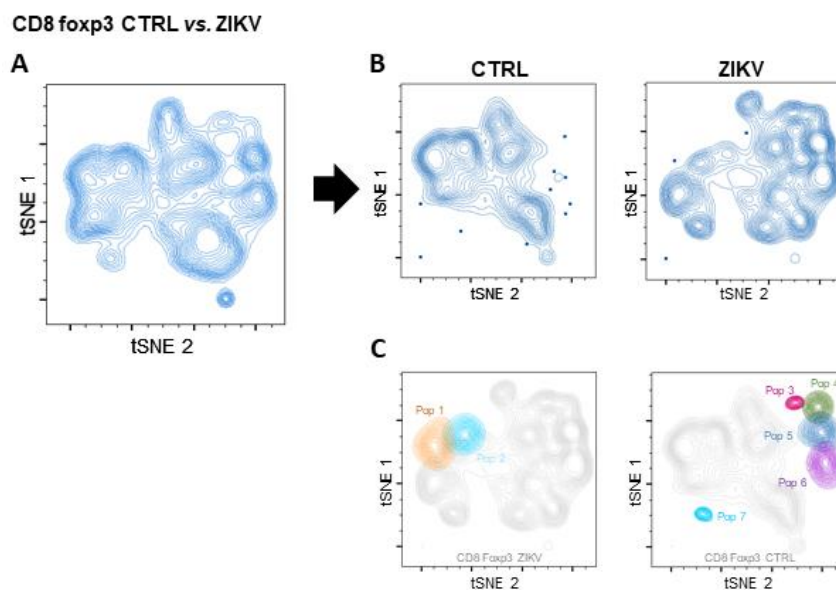 CD8 foxp3 CTRL vs. ZIKV
A
tSNE 1
tSNE 2
B
CTRL
tSNE 1
tSNE 2
ZIKV
tSNE 1
tSNE 2
C
Pop 1
Pop 2
CD8 Foxp3 ZIKV
tSNE 1
tSNE 2
Pop 3
Pop 4
Pop 5
Pop 6
Pop 7
CD8 Foxp3 CTRL
tSNE 1
tSNE 2